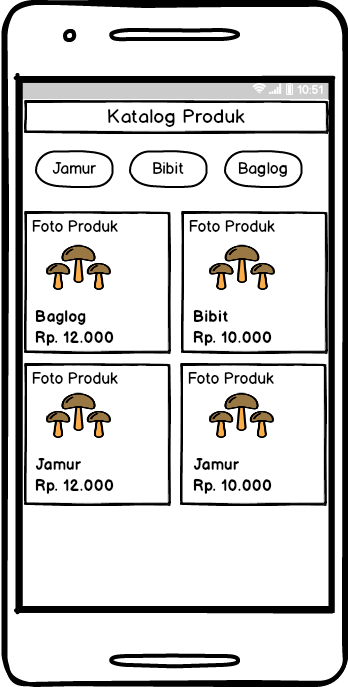 10:51
Katalog Produk
Jamur
Bibit
Baglog
Foto Produk
Baglog
Rp. 12.000
Foto Produk
Bibit
Rp. 10.000
Foto Produk
Jamur
Rp. 12.000
Foto Produk
Jamur
Rp. 10.000